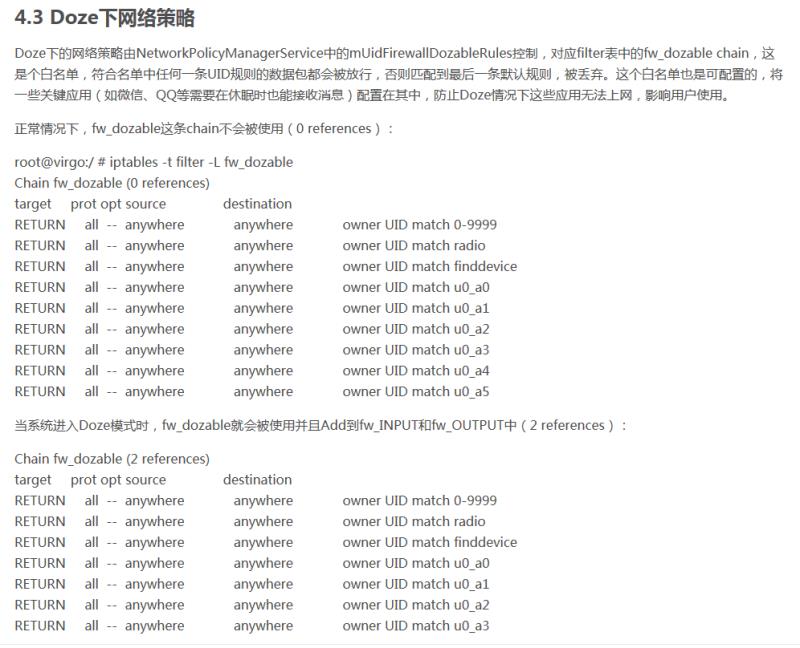 4.3 Doze下网络策略
Doze下的网络策略由NetworkPolicyManagerService中的mUidFirewallDozableRules控制，对应filter表中的fw_dozable chain，这
是个白名单，符合名单中任何一条UID规则的数据包都会被放行，否则匹配到最后一条默认规则，被丢弃。这个白名单也是可配置的，将
一些关键应用（如微信、QQ等需要在休眠时也能接收消息）配置在其中，防止Doze情况下这些应用无法上网，影响用户使用。
正常情况下，fw_dozable这条chain不会被使用（0 references）：
root@virgo:/ # iptables -t filter -L fw_dozable
Chain fw_dozable (0 references)
target prot opt source destination
RETURN all -- anywhere anywhere owner UID match 0-9999
RETURN all -- anywhere anywhere owner UID match radio
RETURN all -- anywhere anywhere owner UID match finddevice
RETURN all -- anywhere anywhere owner UID match u0_a0
RETURN all -- anywhere anywhere owner UID match u0_a1
RETURN all -- anywhere anywhere owner UID match u0_a2
RETURN all -- anywhere anywhere owner UID match u0_a3
RETURN all -- anywhere anywhere owner UID match u0_a4
RETURN all -- anywhere anywhere owner UID match u0_a5
当系统进入Doze模式时，fw_dozable就会被使用并且Add到fw_INPUT和fw_OUTPUT中（2 references）：
Chain fw_dozable (2 references)
target prot opt source destination
RETURN all -- anywhere anywhere owner UID match 0-9999
RETURN all -- anywhere anywhere owner UID match radio
RETURN all -- anywhere anywhere owner UID match finddevice
RETURN all -- anywhere anywhere owner UID match u0_a0
RETURN all -- anywhere anywhere owner UID match u0_a1
RETURN all -- anywhere anywhere owner UID match u0_a2
RETURN all -- anywhere anywhere owner UID match u0_a3